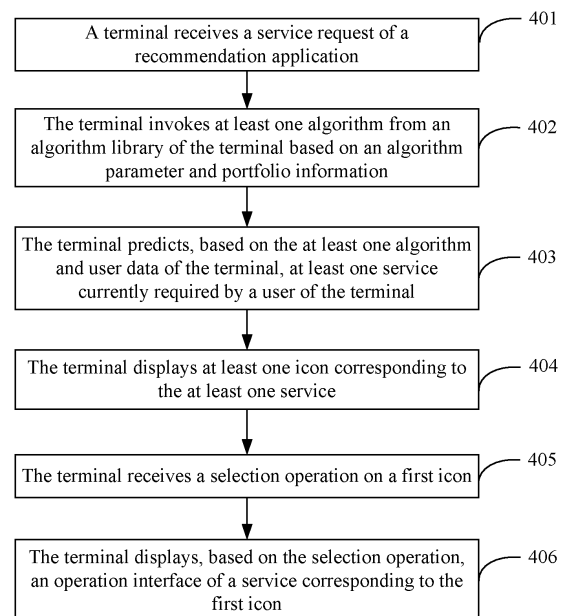 A terminal receives a service request of a
recommendation application
401
The terminal invokes at least one algorithm from an
algorithm library of the terminal based on an algorithm
parameter and portfolio information
402
The terminal predicts, based on the at least one algorithm
and user data of the terminal, at least one service
currently required by a user of the terminal
403
The terminal displays at least one icon corresponding to
the at least one service
404
The terminal receives a selection operation on a first icon
405
The terminal displays, based on the selection operation,
an operation interface of a service corresponding to the
first icon
406